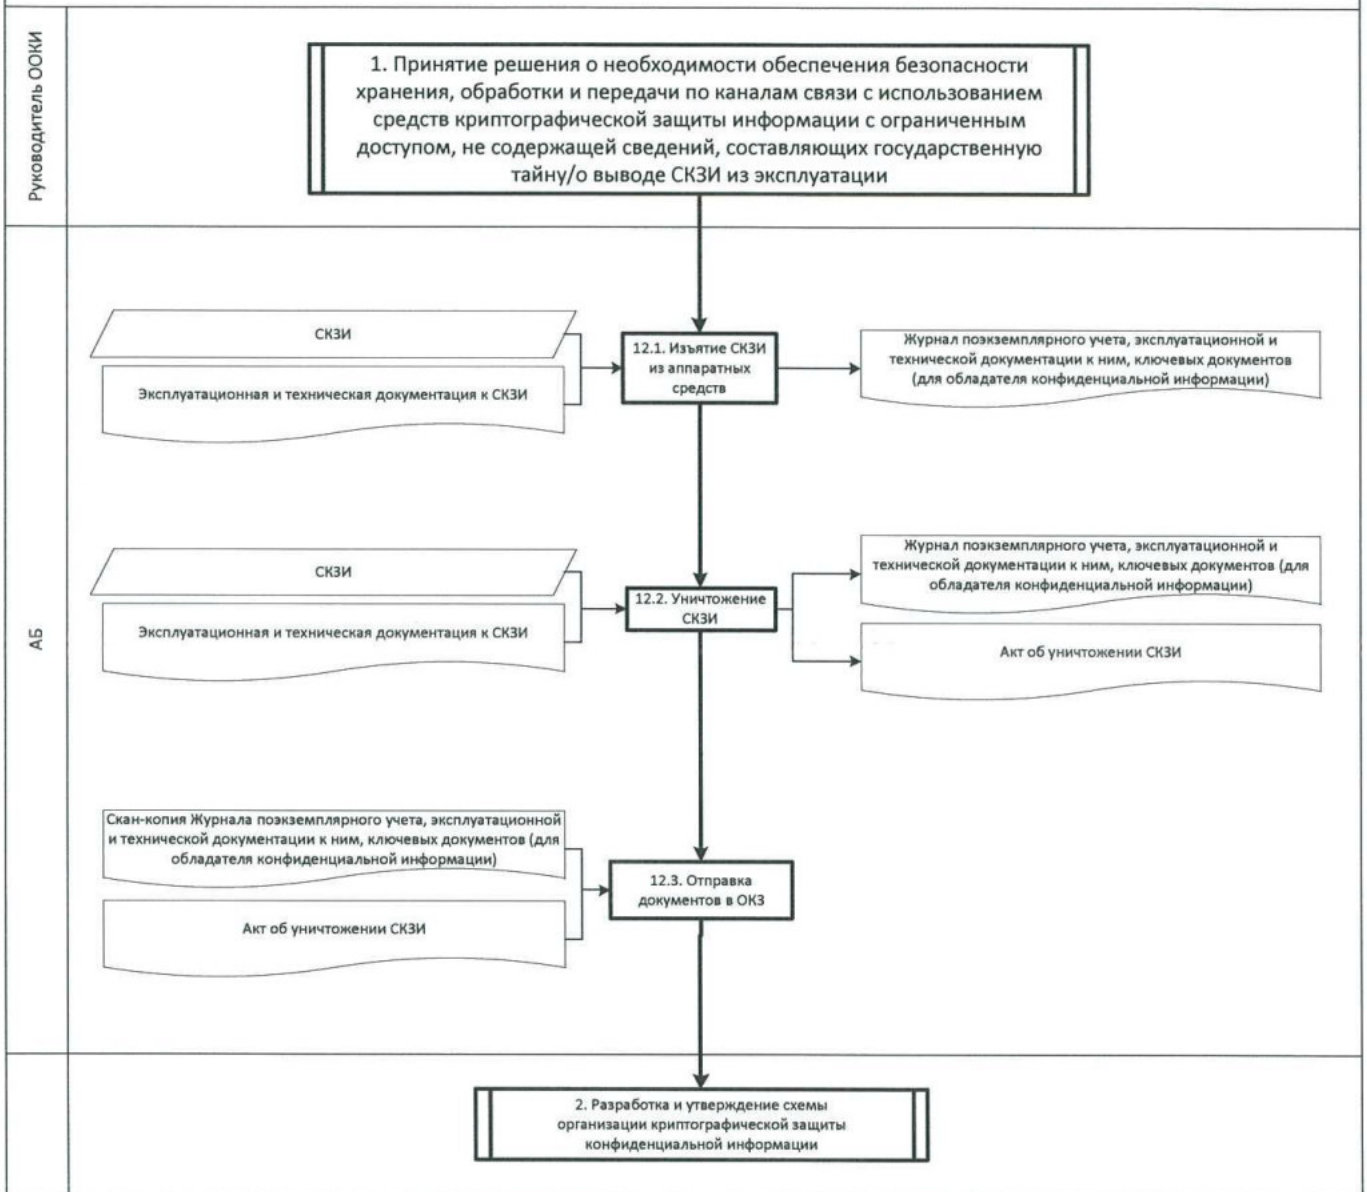 Руководитель ООКИ
1. Принятие решения о необходимости обеспечения безопасности
хранения, обработки и передачи по каналам связи с использованием
средств криптографической защиты информации с ограниченным
доступом, не содержащей сведений, составляющих государственную
тайну/о выводе СКЗИ из эксплуатации
АБ
СКЗИ
Эксплуатационная и техническая документация к СКЗИ
12.1. Изъятие СКЗИ
из аппаратных
средств
Журнал поэкземплярного учета, эксплуатационной и
технической документации к ним, ключевых документов
(для обладателя конфиденциальной информации)
СКЗИ
Эксплуатационная и техническая документация к СКЗИ
12.2. Уничтожение
СКЗИ
Журнал поэкземплярного учета, эксплуатационной и
технической документации к ним, ключевых документов (для
обладателя конфиденциальной информации)
Акт об уничтожении СКЗИ
Скан-копия Журнала поэкземплярного учета, эксплуатационной
и технической документации к ним, ключевых документов (для
обладателя конфиденциальной информации)
Акт об уничтожении СКЗИ
12.3. Отправка
документов в ОКЗ
2. Разработка и утверждение схемы
организации криптографической защиты
конфиденциальной информации